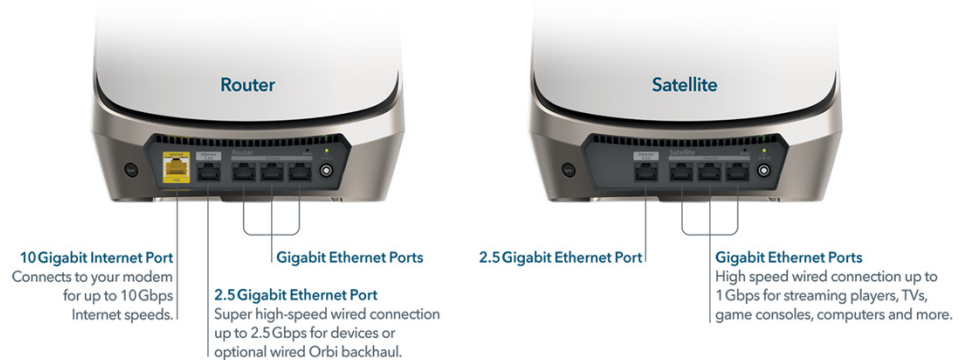 Router
Satellite
Router
Satellite
10 Gigabit Internet Port
Connects to your modem
for up to 10 Gbps
Internet speeds.
2.5 Gigabit Ethernet Port
Super high-speed wired connection
up to 2.5 Gbps for devices or
optional wired Orbi backhaul.
Gigabit Ethernet Ports
2.5 Gigabit Ethernet Port
Gigabit Ethernet Ports
High speed wired connection up to
1 Gbps for streaming players, TVs,
game consoles, computers and more.